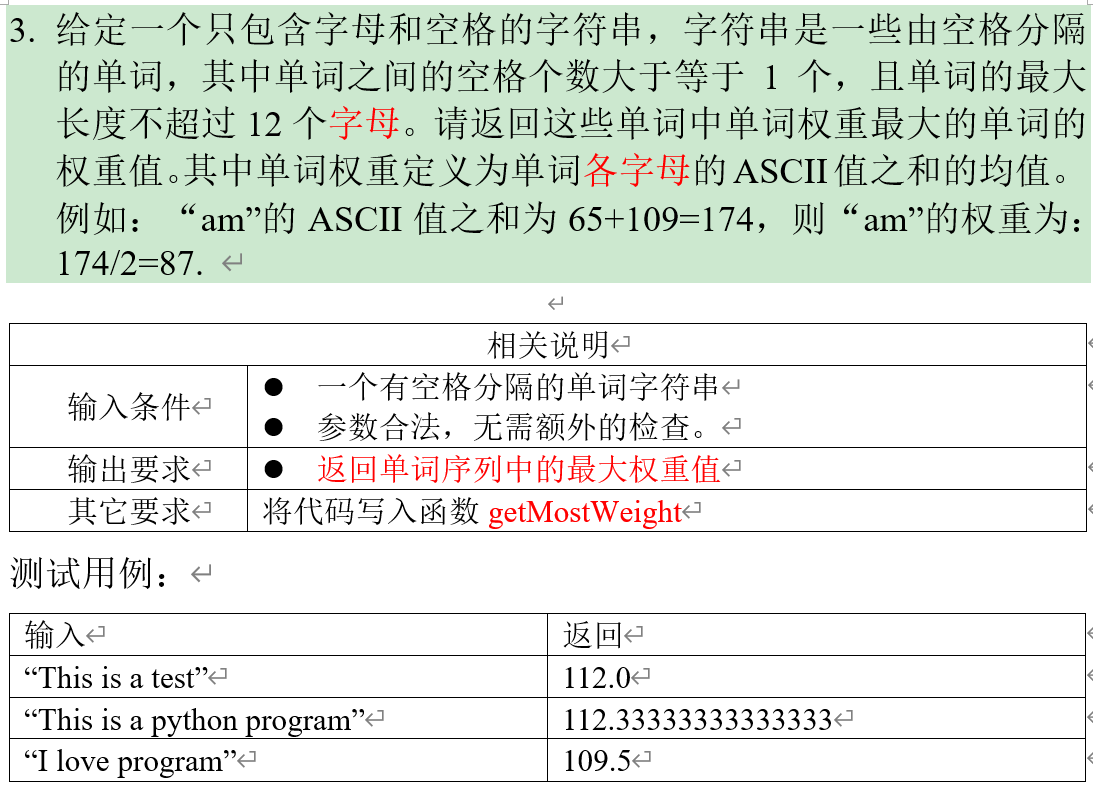 3. 给定一个只包含字母和空格的字符串，字符串是一些由空格分隔
的单词，其中单词之间的空格个数大于等于 1 个，且单词的最大
长度不超过 12 个字母。请返回这些单词中单词权重最大的单词的
权重值。其中单词权重定义为单词各字母的 ASCII 值之和的均值。
例如：“am”的 ASCII 值之和为 65+109=174，则“am”的权重为：
174/2=87.
相关说明
输入条件
● 一个有空格分隔的单词字符串
● 参数合法，无需额外的检查。
输出要求
● 返回单词序列中的最大权重值
其它要求
将代码写入函数 getMostWeight
测试用例：
输入 返回
“This is a test” 112.0
“This is a python program” 112.33333333333333
“I love program” 109.5